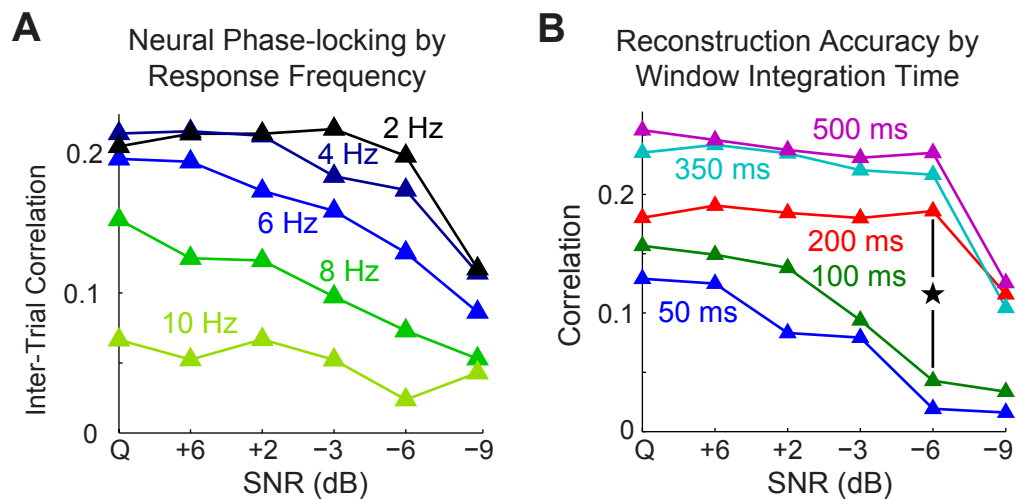 A
Neural Phase-locking by
Response Frequency
Inter-Trial Correlation
0.2
0.1
0
2 Hz
4 Hz
6 Hz
8 Hz
10 Hz
Q +6 +2 −3 −6 −9
SNR (dB)
B
Reconstruction Accuracy by
Window Integration Time
Correlation
0.2
0.1
0
500 ms
350 ms
200 ms
100 ms
50 ms
Q +6 +2 −3 −6 −9
SNR (dB)